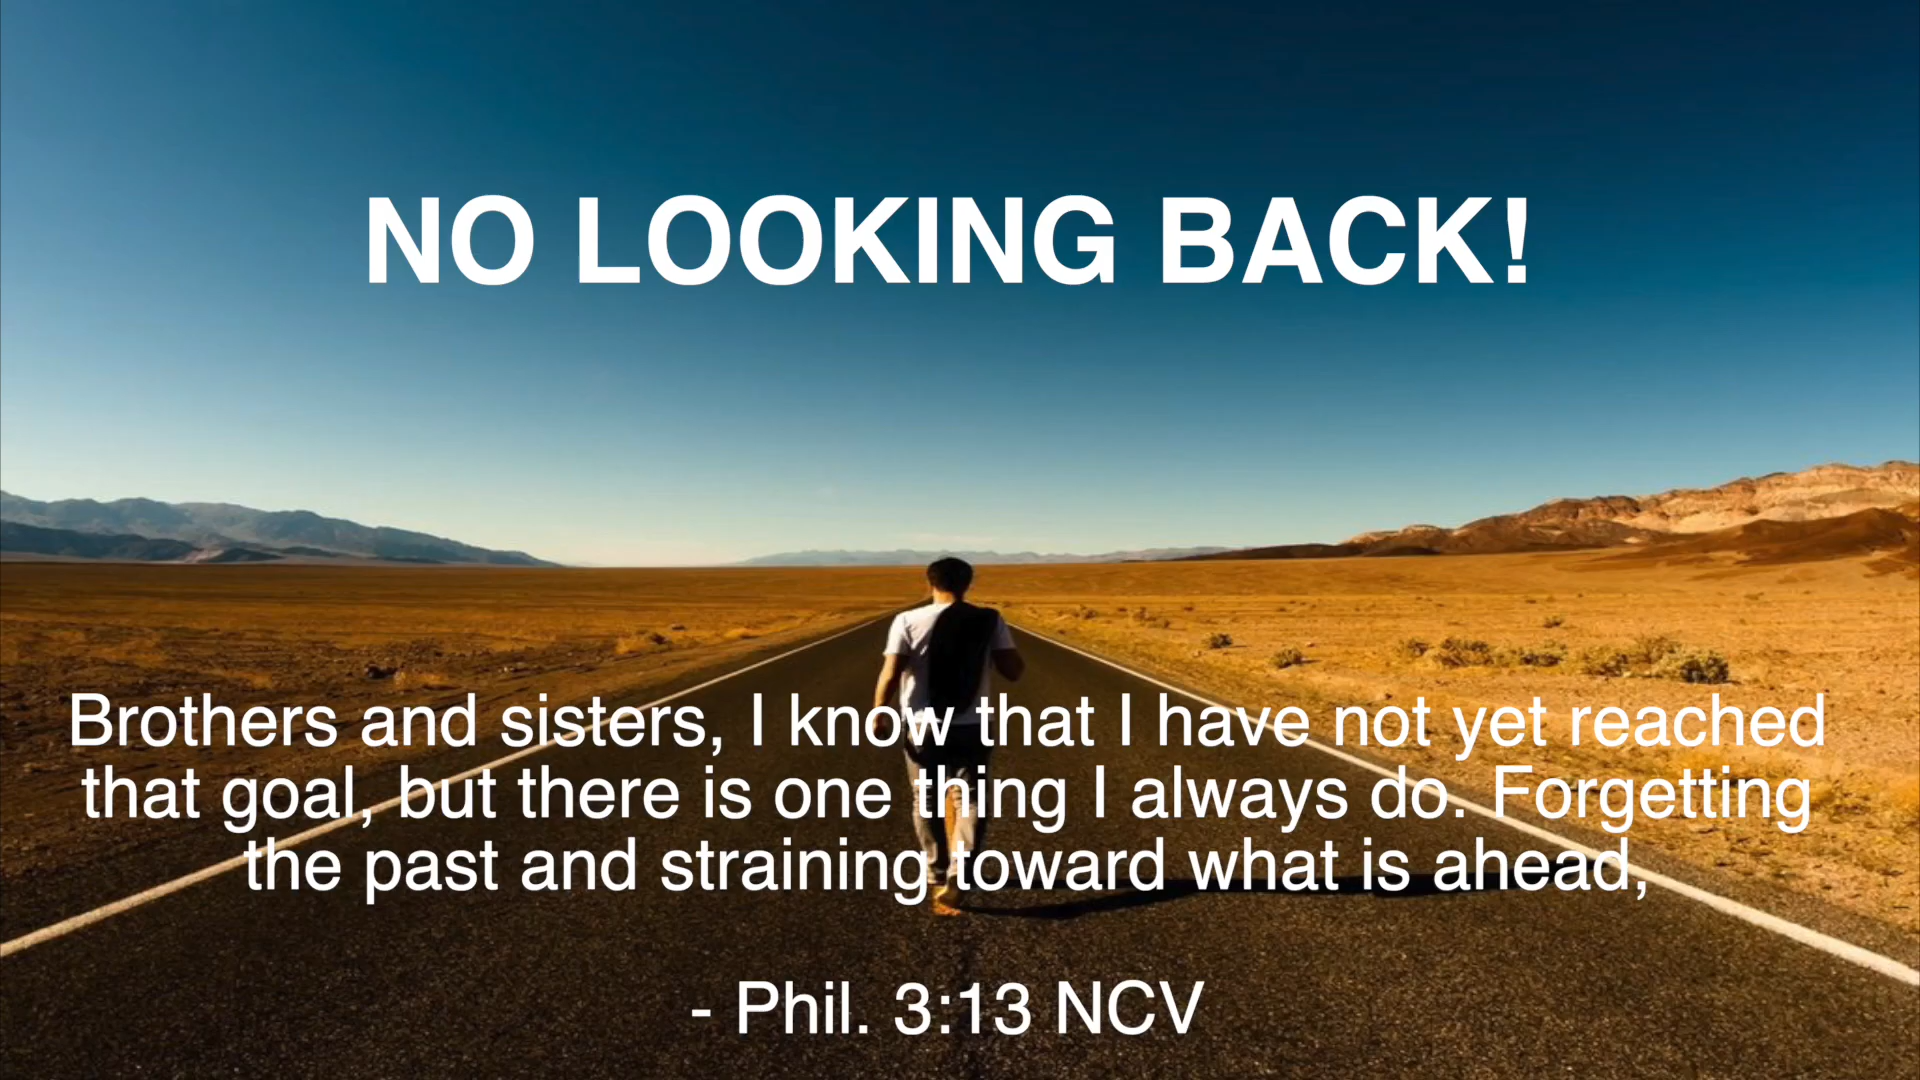 NO LOOKING BACK!
Brothers and sisters, I know that I have not yet reached
that goal, but there is one thing I always do. Forgetting
the past and straining toward what is ahead,
- Phil. 3:13 NCV